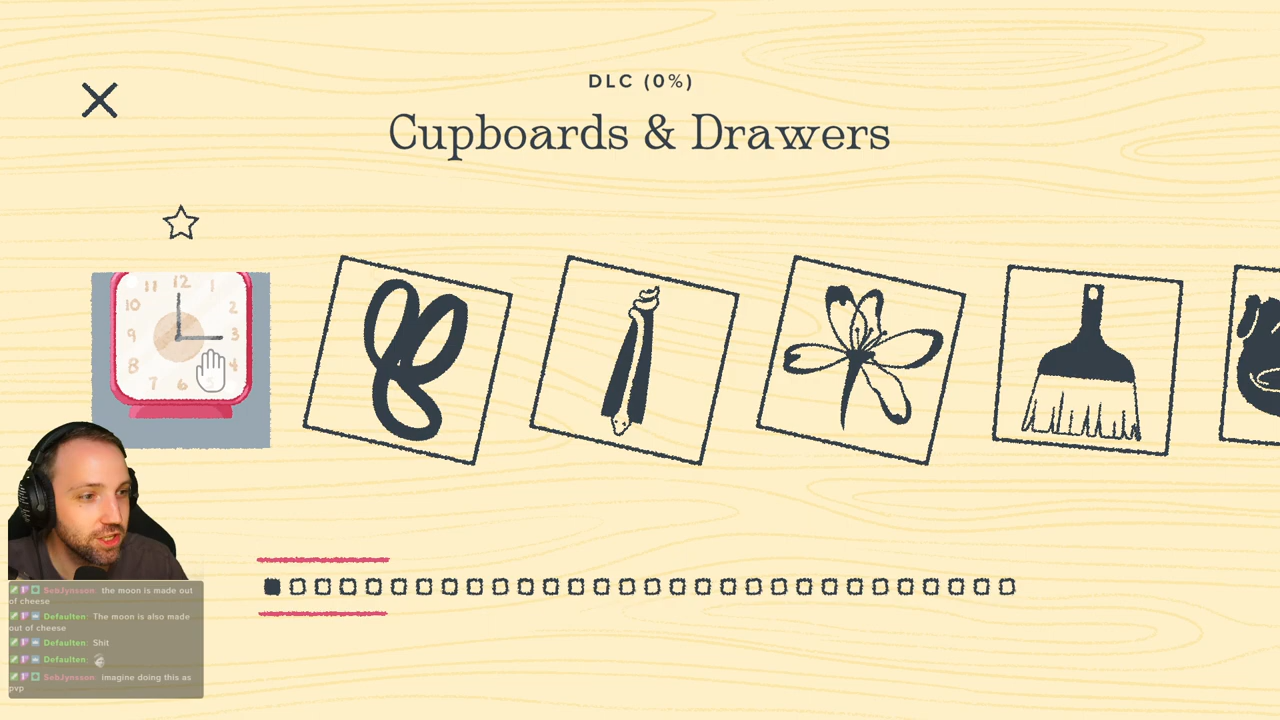 DLC (0%)
Cupboards & Drawers
11 12 1
10 2
9 3
8 4
7 6
SebJynsson: the moon is made out
of cheese
Defaulten: The moon is also made
out of cheese
Defaulten: Shit
Defaulten:
SebJynsson: imagine doing this as
pvp